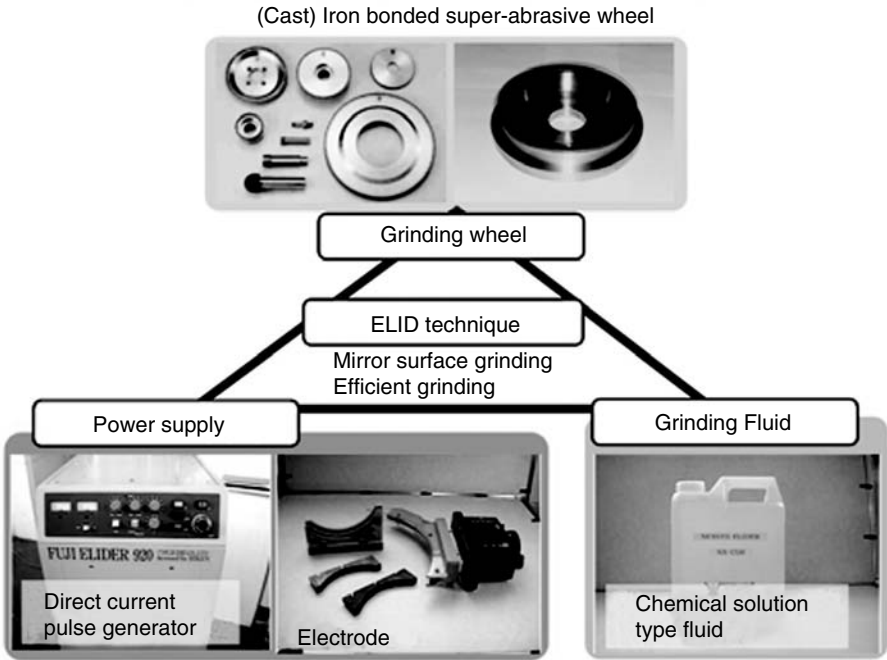 (Cast) Iron bonded super-abrasive wheel
Grinding wheel
ELID technique
Mirror surface grinding
Efficient grinding
Power supply
Grinding Fluid
FUJI ELIDER 920
Direct current
pulse generator
Electrode
Chemical solution
type fluid